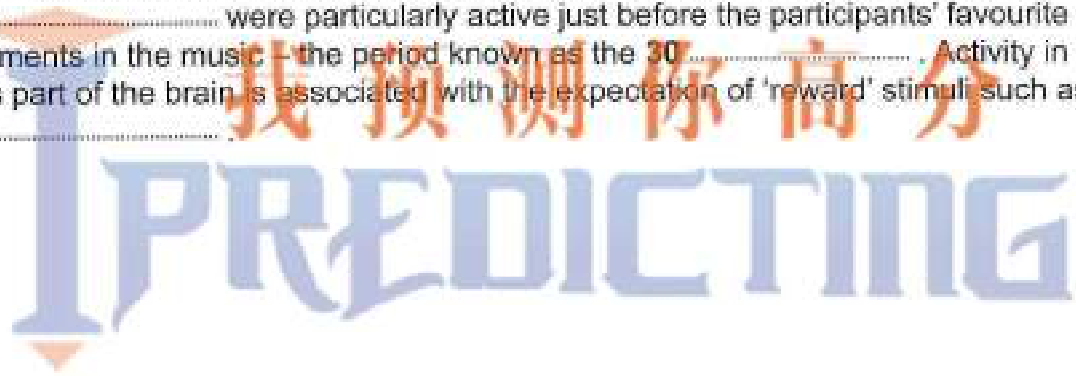 .................... were particularly active just before the participants' favourite
ments in the music – the period known as the 30 .................... . Activity in
s part of the brain is associated with the expectation of 'reward' stimuli such as
.................... .
我预测你高分
IPREDICTING